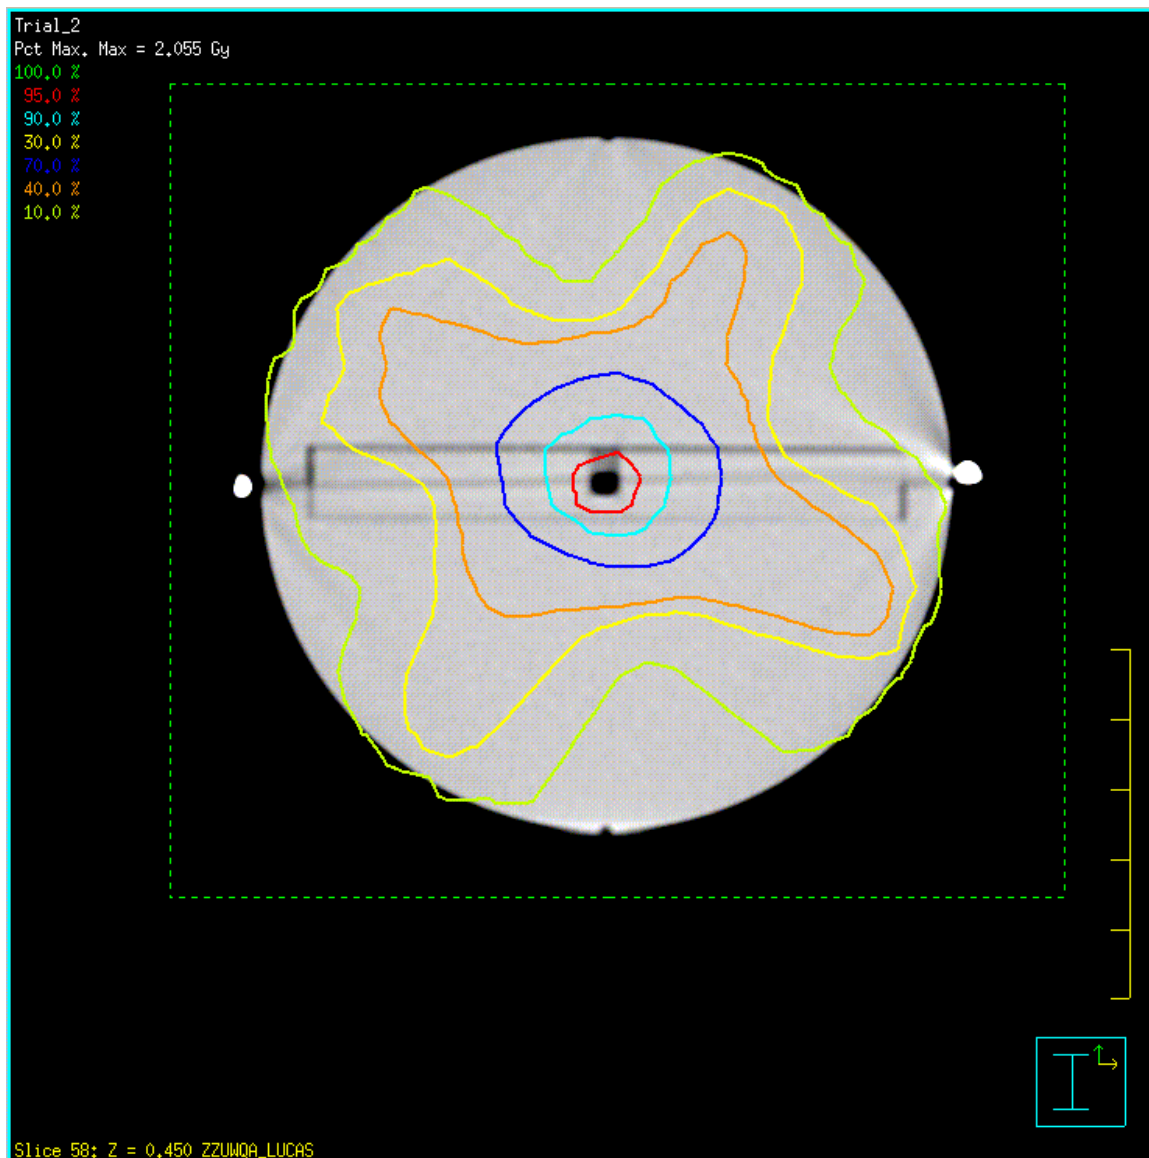 Trial_2
Pct Max. Max = 2.055 Gy
100.0 %
95.0 %
90.0 %
30.0 %
70.0 %
40.0 %
10.0 %
Slice 58: Z = 0.450 ZZUWQA_LUCAS